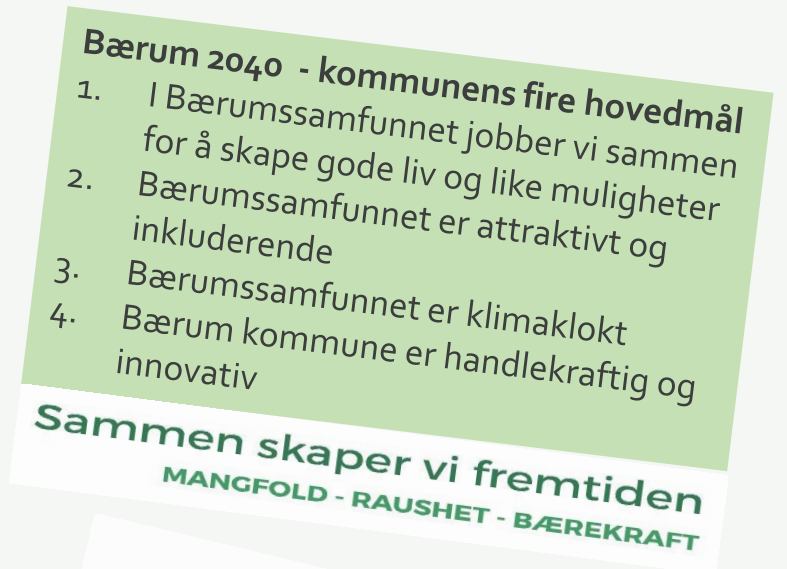 Bærum 2040 - kommunens fire hovedmål
1. I Bærumssamfunnet jobber vi sammen
for å skape gode liv og like muligheter
2. Bærumssamfunnet er attraktivt og
inkluderende
3. Bærumssamfunnet er klimaklokt
4. Bærum kommune er handlekraftig og
innovativ
Sammen skaper vi fremtiden
MANGFOLD - RAUSHET - BÆREKRAFT